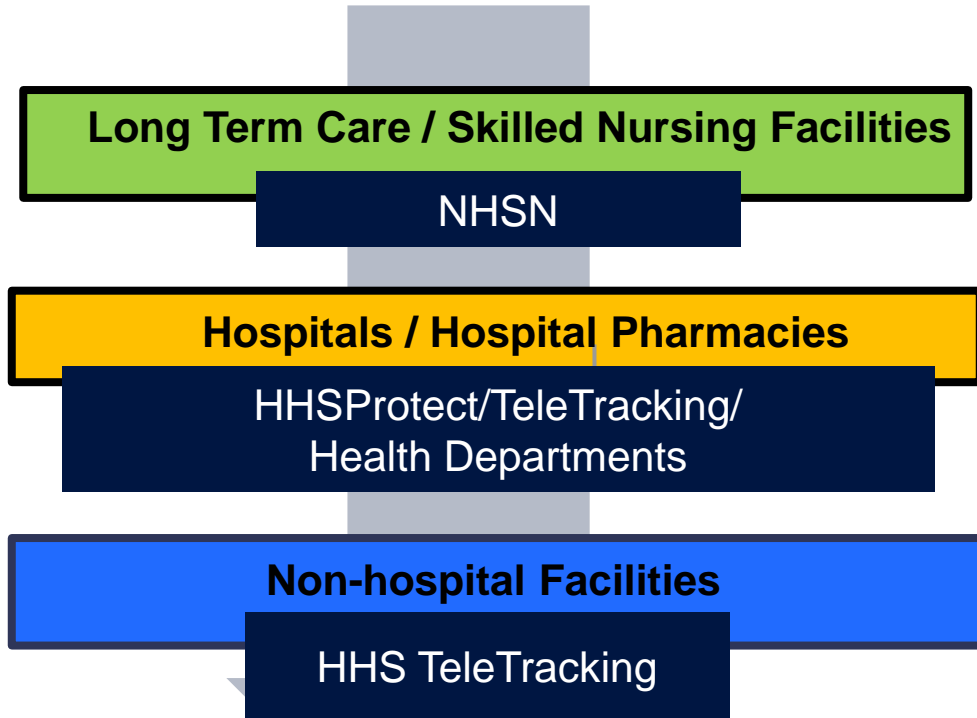 Long Term Care / Skilled Nursing Facilities
NHSN
Hospitals / Hospital Pharmacies
HHSProtect/TeleTracking/
Health Departments
Non-hospital Facilities
HHS TeleTracking